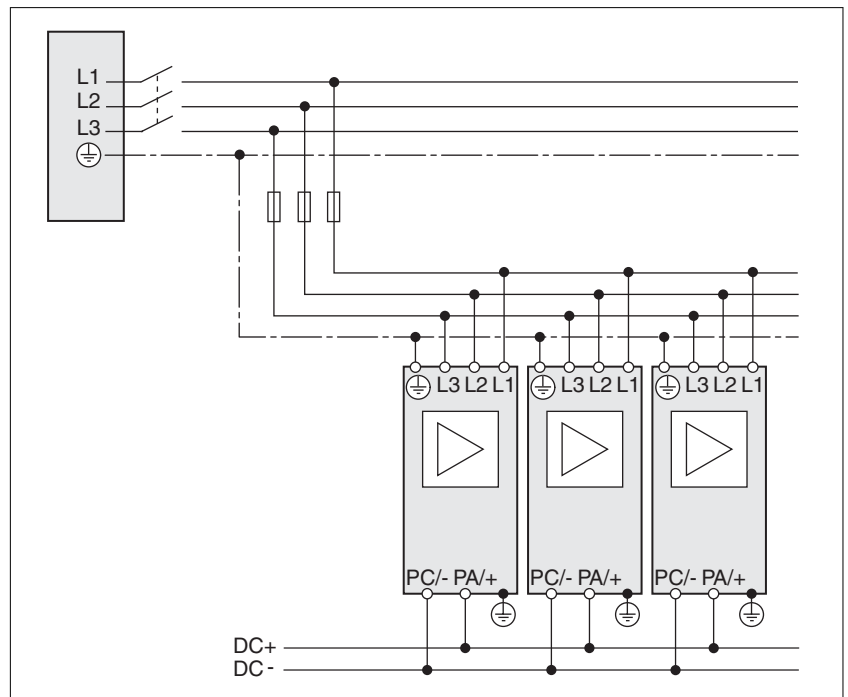 L1
L2
L3
L3 L2 L1 L3 L2 L1 L3 L2 L1
PC/- PA/+ PC/- PA/+ PC/- PA/+
DC+
DC-